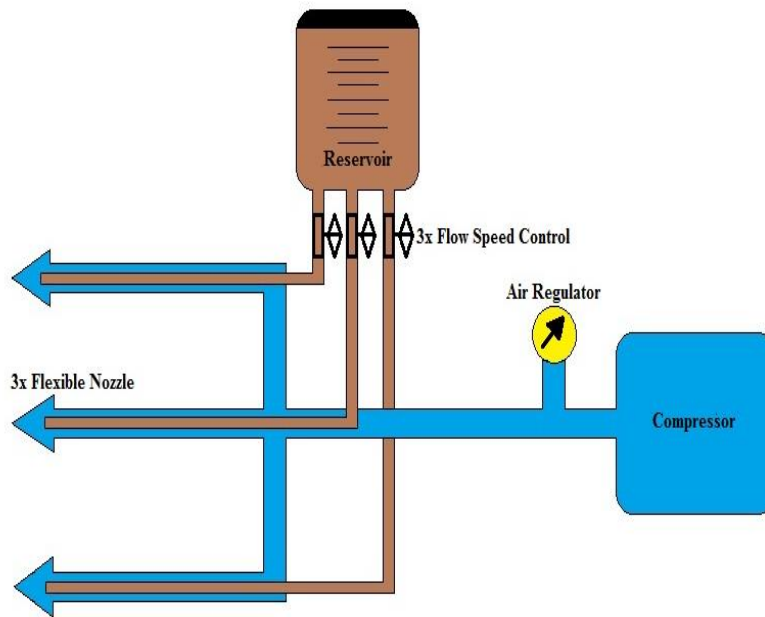 Reservoir
3x Flow Speed Control
Air Regulator
3x Flexible Nozzle
Compressor